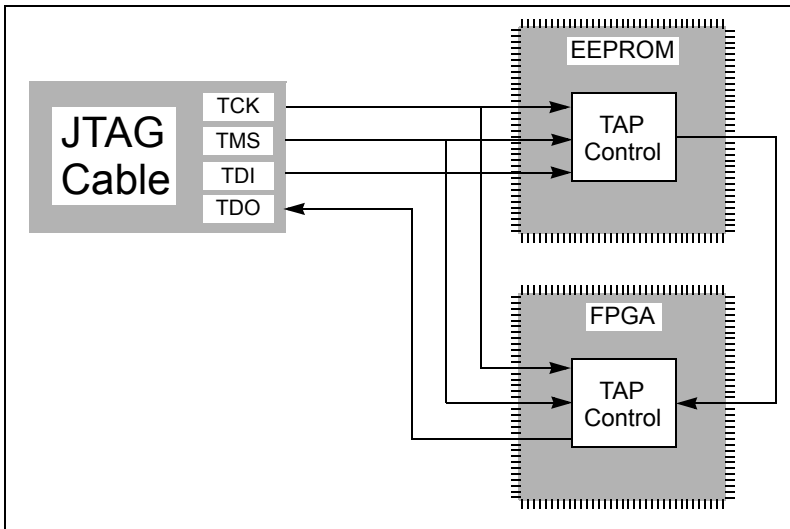 JTAG
Cable
TCK
TMS
TDI
TDO
EEPROM
TAP
Control
FPGA
TAP
Control